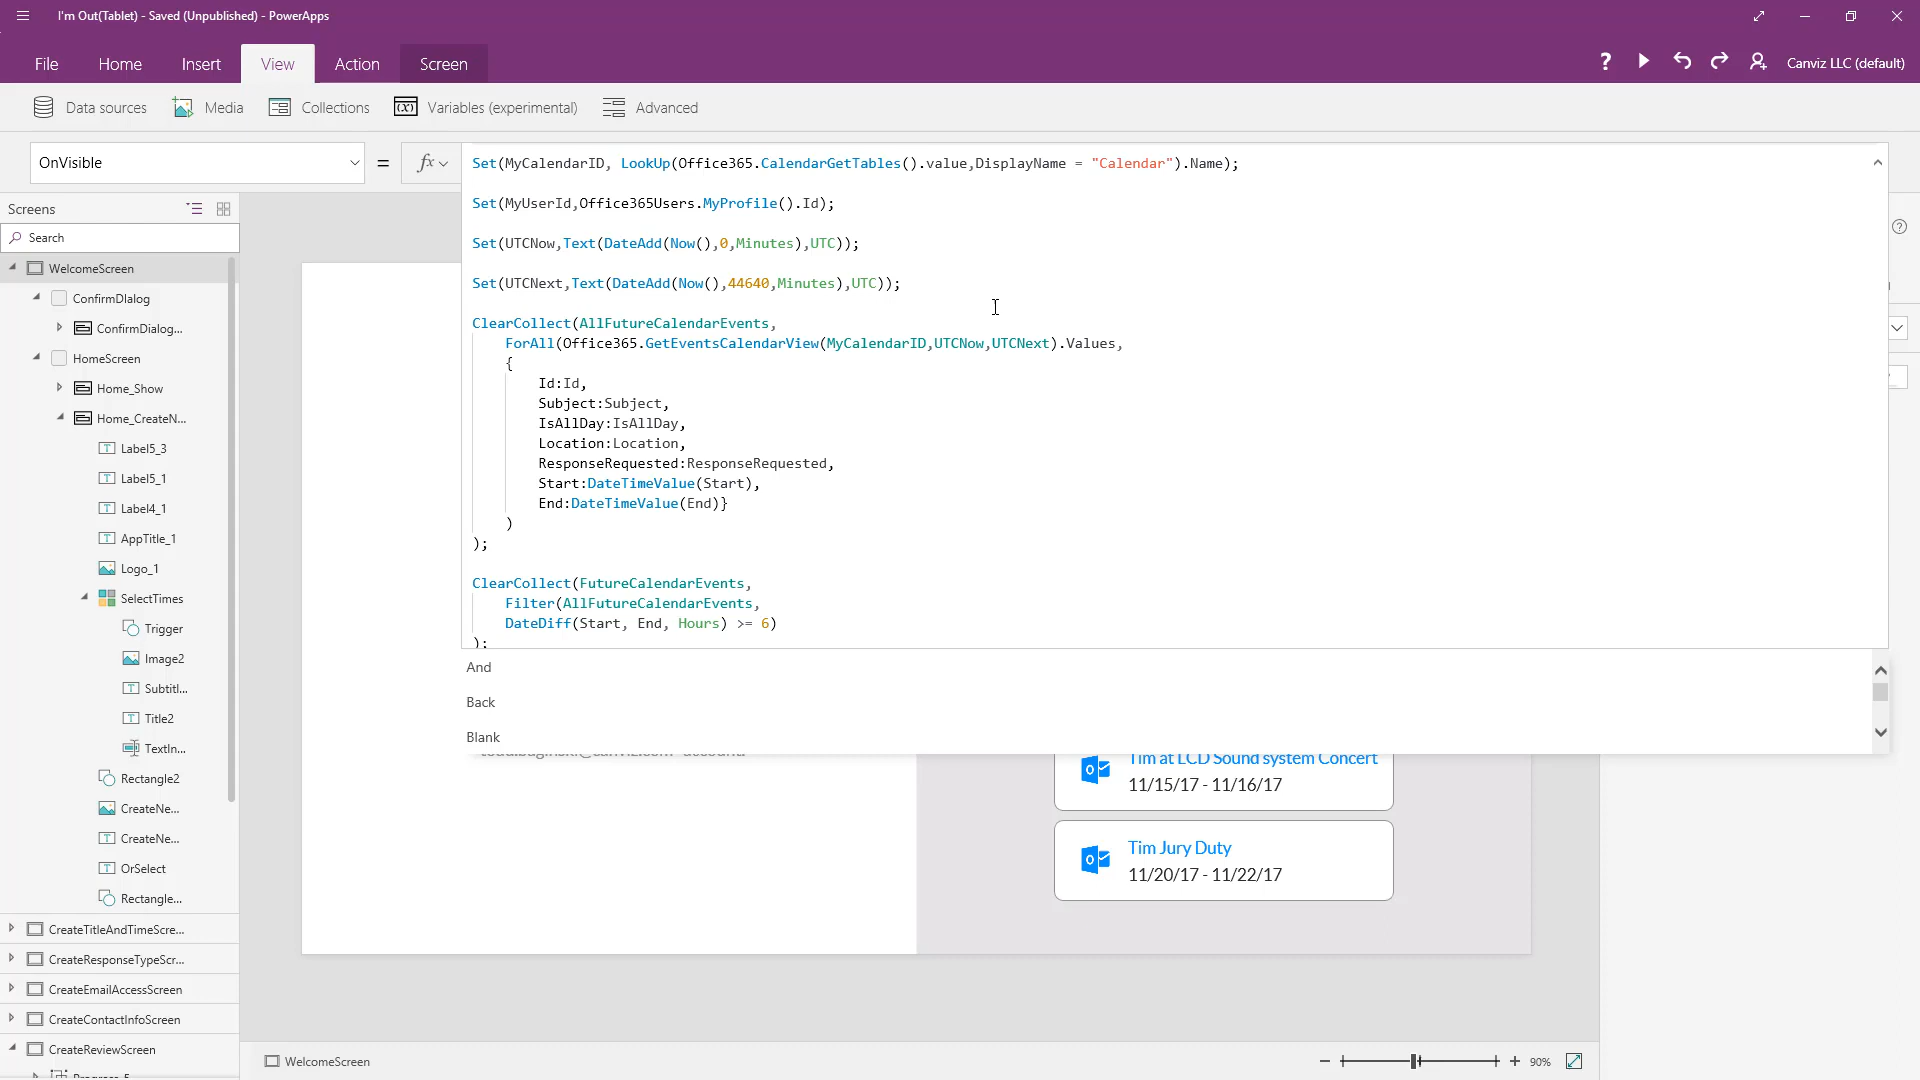 I'm Out(Tablet) - Saved (Unpublished) - PowerApps
File Home Insert View Action Screen
? Canviz LLC (default)
Data sources Media Collections (x) Variables (experimental) Advanced
OnVisible = fx
Set(MyCalendarID, LookUp(Office365.CalendarGetTables().value,DisplayName = "Calendar").Name);
Set(MyUserId,Office365Users.MyProfile().Id);
Set(UTCNow,Text(DateAdd(Now(),0,Minutes),UTC));
Set(UTCNext,Text(DateAdd(Now(),44640,Minutes),UTC));
ClearCollect(AllFutureCalendarEvents,
ForAll(Office365.GetEventsCalendarView(MyCalendarID,UTCNow,UTCNext).Values,
{
Id:Id,
Subject:Subject,
IsAllDay:IsAllDay,
Location:Location,
ResponseRequested:ResponseRequested,
Start:DateTimeValue(Start),
End:DateTimeValue(End)}
)
);
ClearCollect(FutureCalendarEvents,
Filter(AllFutureCalendarEvents,
DateDiff(Start, End, Hours) >= 6)
);
And
Back
Blank
Screens
Search
WelcomeScreen
ConfirmDIalog
ConfirmDialog...
HomeScreen
Home_Show
Home_CreateN...
Label5_3
Label5_1
Label4_1
AppTitle_1
Logo_1
SelectTimes
Trigger
Image2
Subtitl...
Title2
TextIn...
Rectangle2
CreateNe...
CreateNe...
OrSelect
Rectangle...
CreateTitleAndTimeScre...
CreateResponseTypeScr...
CreateEmailAccessScreen
CreateContactInfoScreen
CreateReviewScreen
Tim at LCD Sound system Concert
11/15/17 - 11/16/17
Tim Jury Duty
11/20/17 - 11/22/17
WelcomeScreen
90%